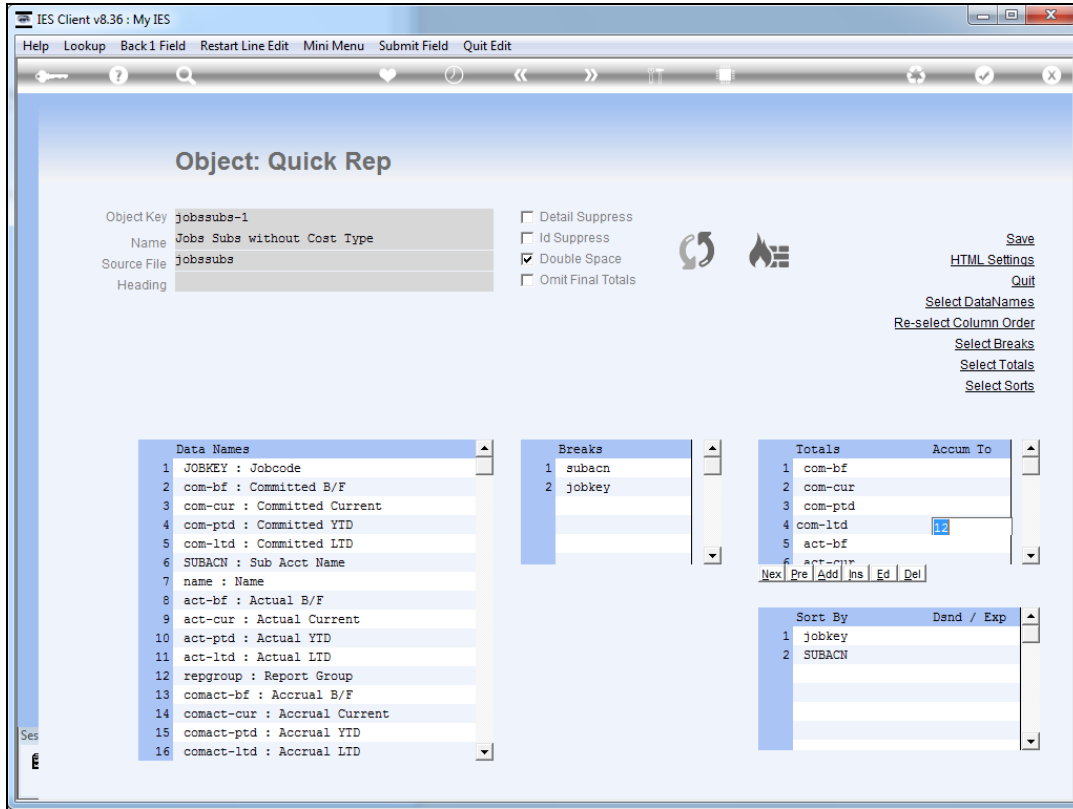 IES Client v8.36 : My IES
Help Lookup Back 1 Field Restart Line Edit Mini Menu Submit Field Quit Edit
Object: Quick Rep
Object Key jobssubs-1
Name Jobs Subs without Cost Type
Source File jobssubs
Heading
Detail Suppress
Id Suppress
Double Space
Omit Final Totals
Save
HTML Settings
Quit
Select DataNames
Re-select Column Order
Select Breaks
Select Totals
Select Sorts
Data Names
1 JOBKEY : Jobcode
2 com-bf : Committed B/F
3 com-cur : Committed Current
4 com-ptd : Committed YTD
5 com-ltd : Committed LTD
6 SUBACN : Sub Acct Name
7 name : Name
8 act-bf : Actual B/F
9 act-cur : Actual Current
10 act-ptd : Actual YTD
11 act-ltd : Actual LTD
12 repgroup : Report Group
13 comact-bf : Accrual B/F
14 comact-cur : Accrual Current
15 comact-ptd : Accrual YTD
16 comact-ltd : Accrual LTD
Breaks
1 subacn
2 jobkey
Totals Accum To
1 com-bf
2 com-cur
3 com-ptd
4 com-ltd 12
5 act-bf
6 act-cur
Nex Pre Add Ins Ed Del
Sort By Dsnd / Exp
1 jobkey
2 SUBACN
Ses